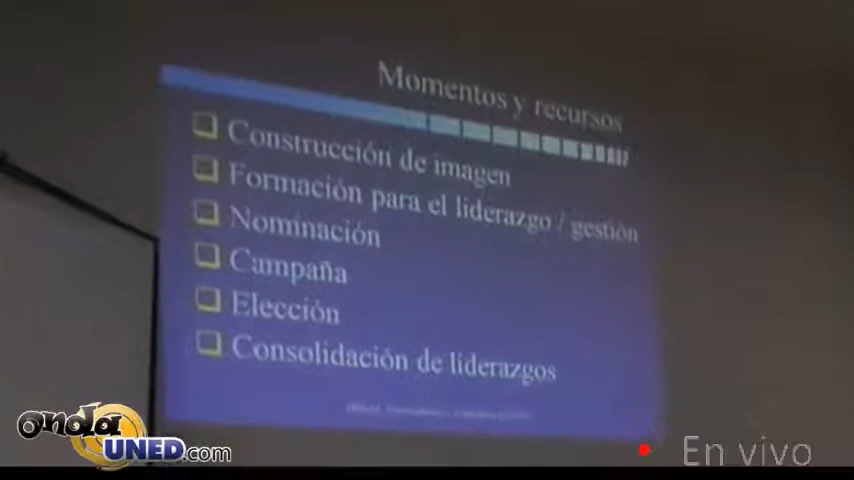 Momentos y recursos
Construcción de imagen
Formación para el liderazgo / gestión
Nominación
Campaña
Elección
Consolidación de liderazgos
onda UNED.com
En vivo